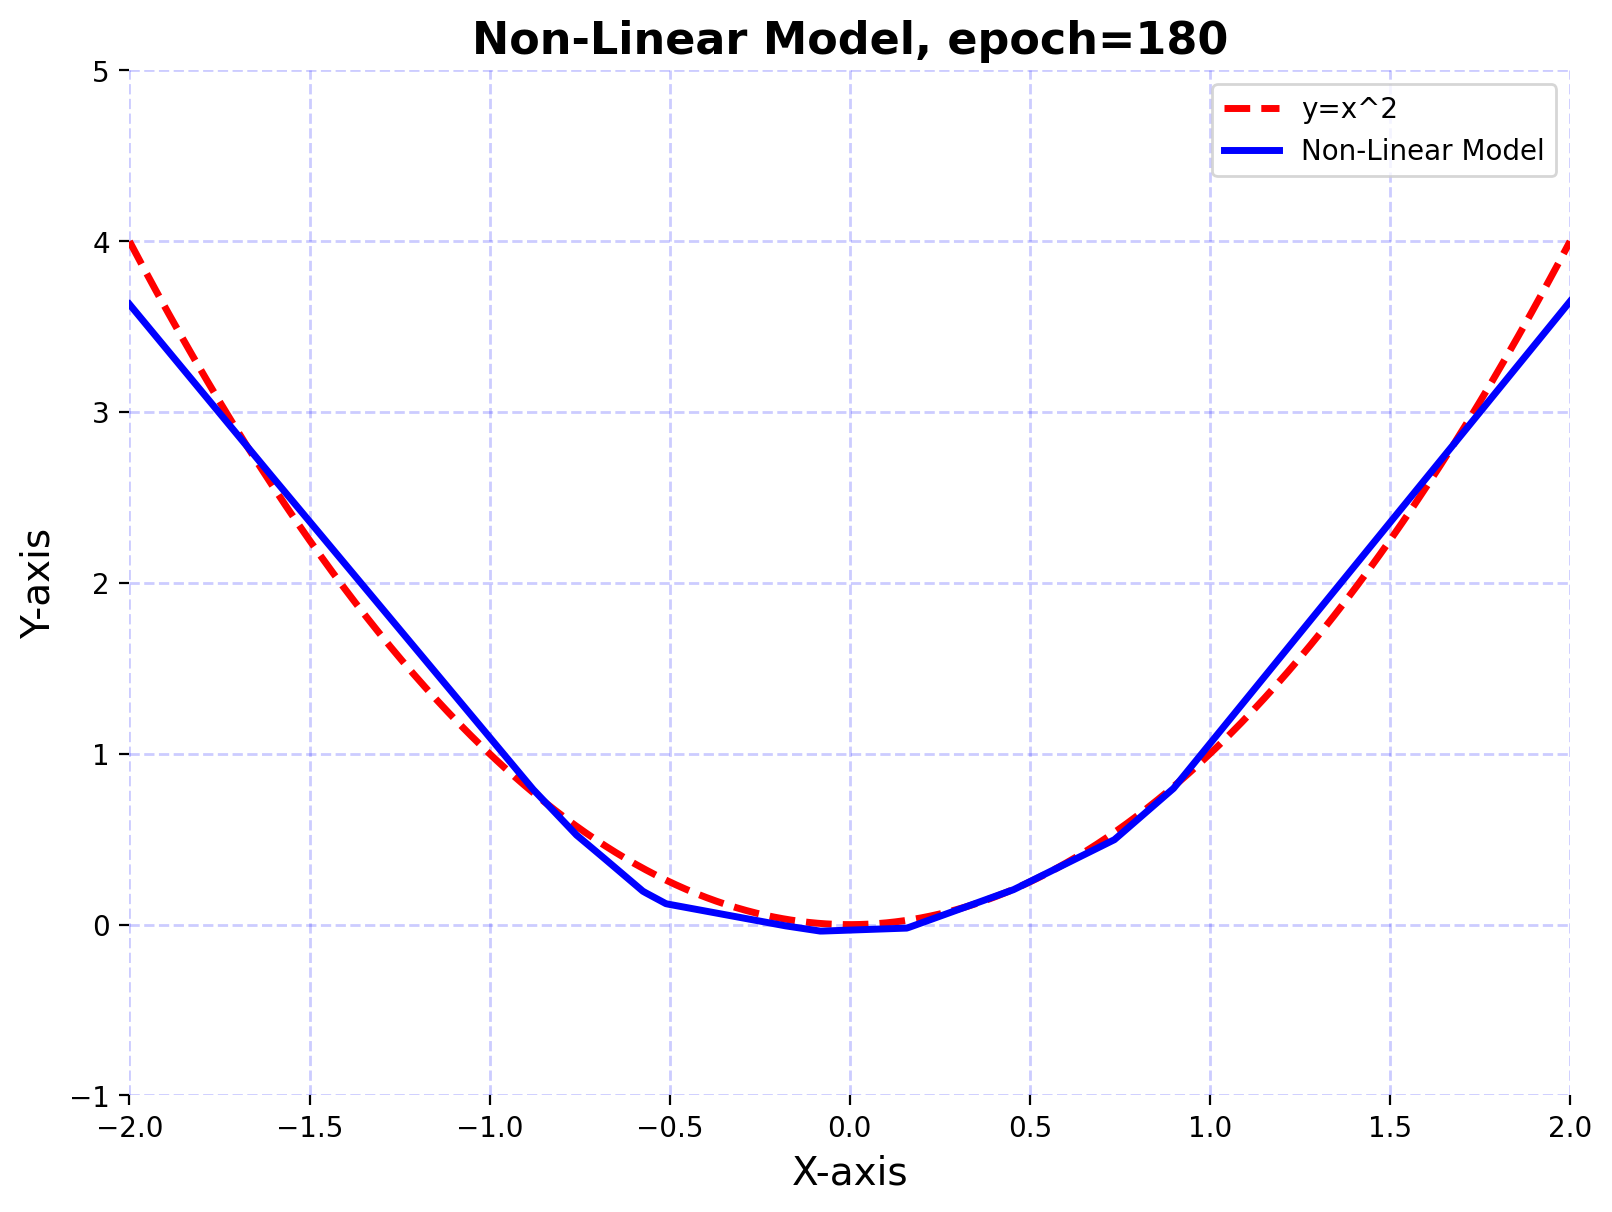 Non-Linear Model, epoch=180
5
4
3
2
1
0
−1
Y-axis
y=x^2
Non-Linear Model
−2.0 −1.5 −1.0 −0.5 0.0 0.5 1.0 1.5 2.0
X-axis